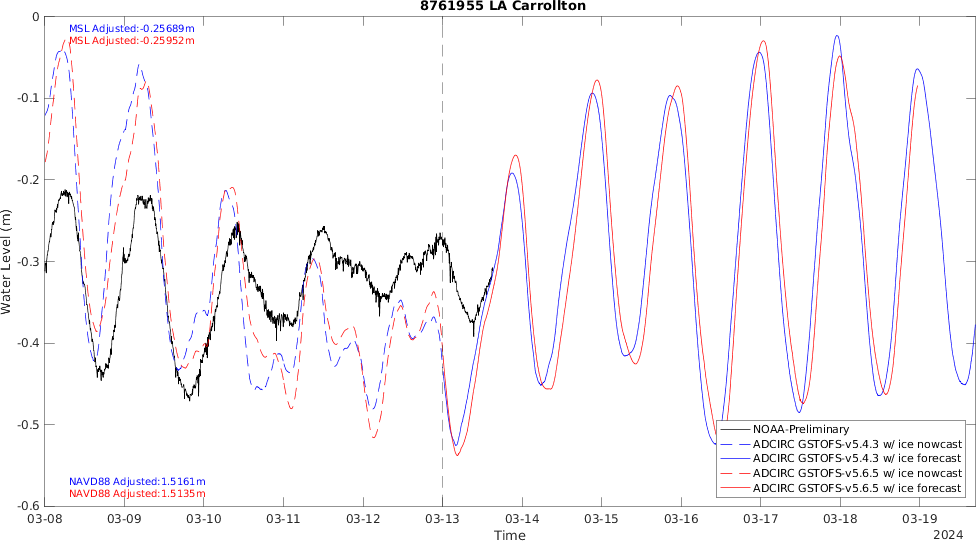 8761955 LA Carrollton
MSL Adjusted:-0.25689m
MSL Adjusted:-0.25952m
0
-0.1
-0.2
-0.3
-0.4
-0.5
-0.6
Water Level (m)
NAVD88 Adjusted:1.5161m
NAVD88 Adjusted:1.5135m
NOAA-Preliminary
ADCIRC GSTOFS-v5.4.3 w/ ice nowcast
ADCIRC GSTOFS-v5.4.3 w/ ice forecast
ADCIRC GSTOFS-v5.6.5 w/ ice nowcast
ADCIRC GSTOFS-v5.6.5 w/ ice forecast
03-08 03-09 03-10 03-11 03-12 03-13 03-14 03-15 03-16 03-17 03-18 03-19
Time
2024